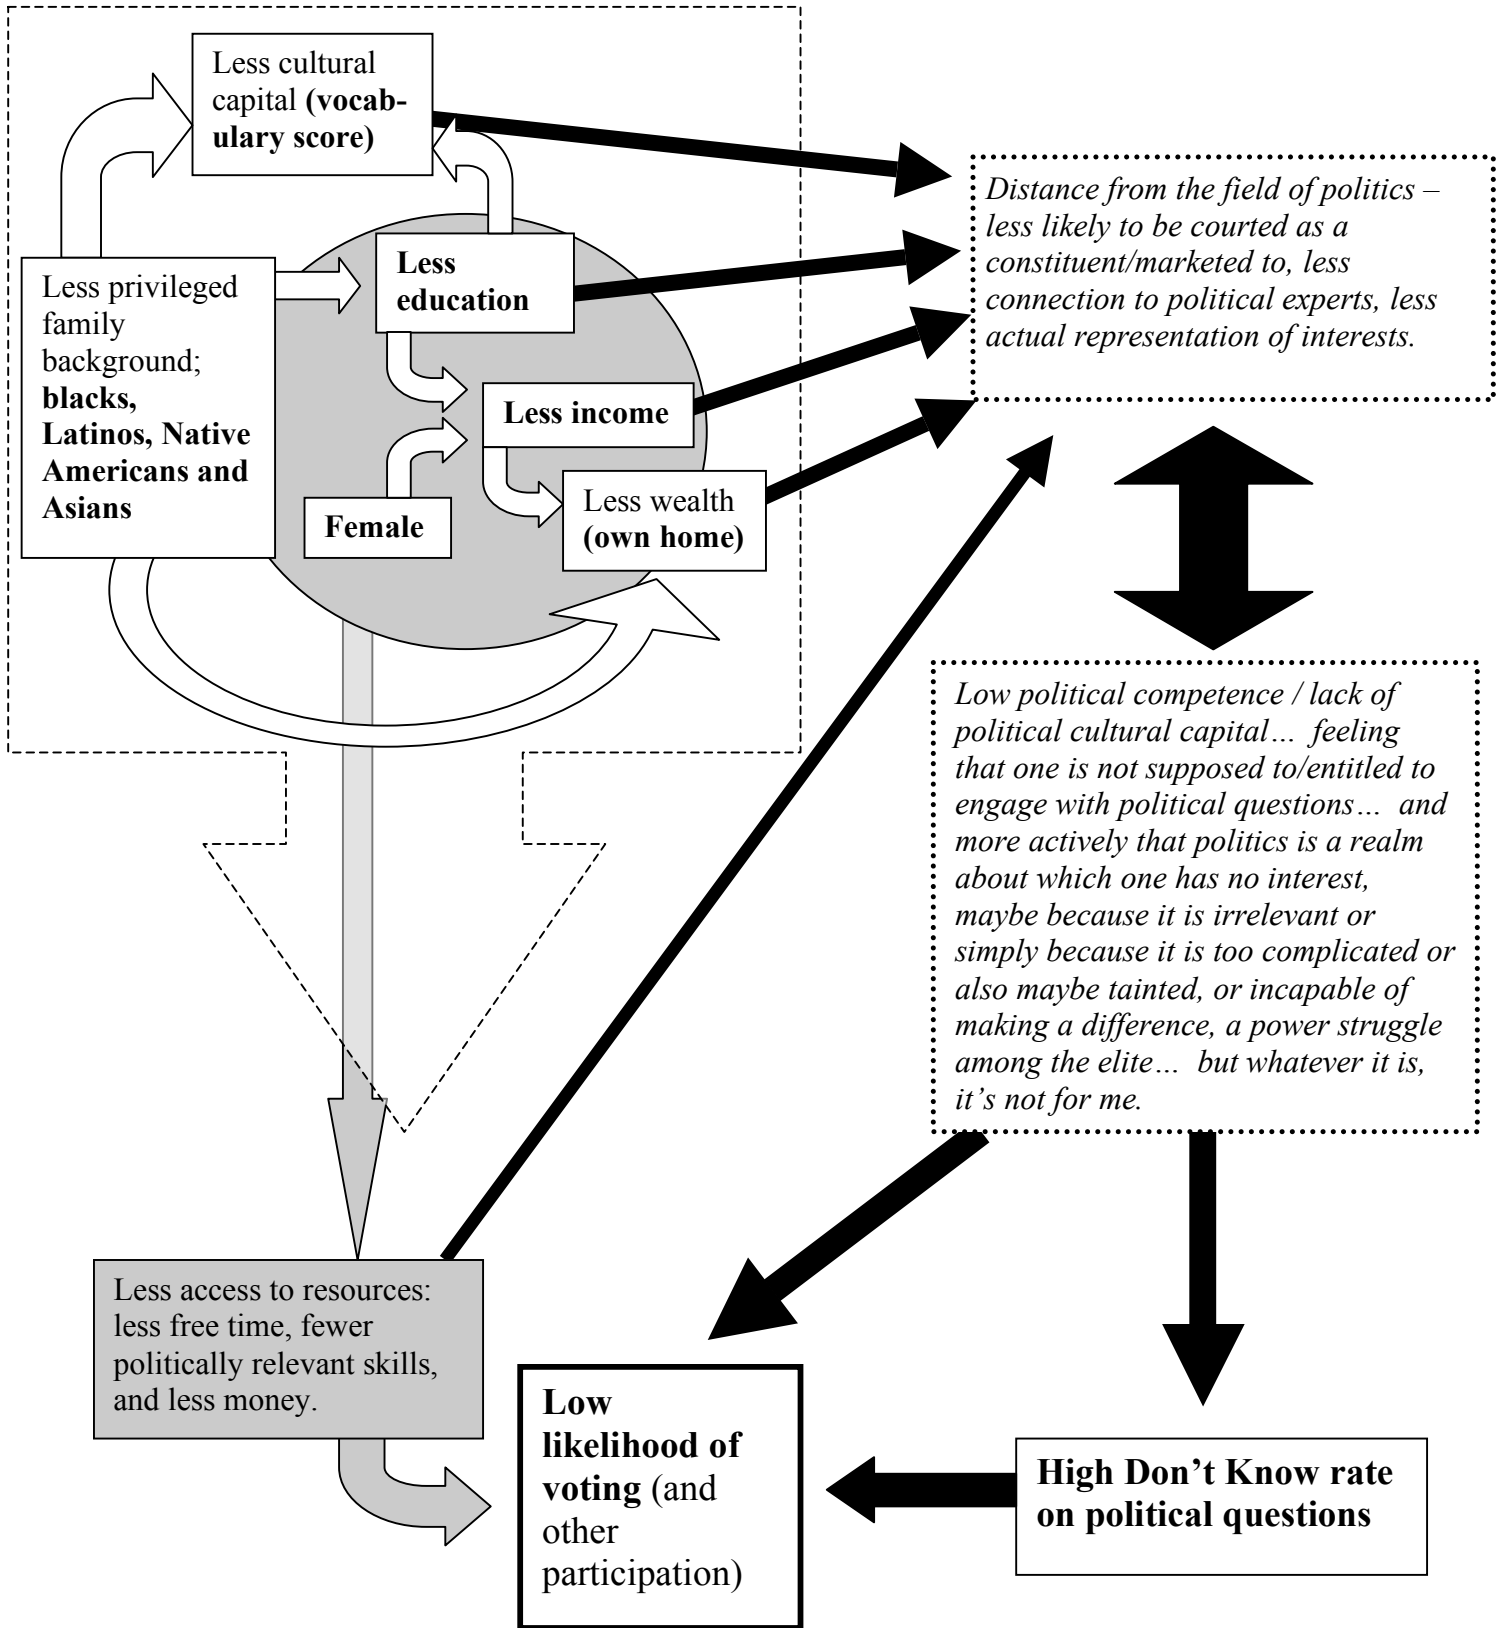 Less cultural
capital (vocab-
ulary score)
Less privileged
family
background;
blacks,
Latinos, Native
Americans and
Asians
Less
education
Less income
Female
Less wealth
(own home)
Distance from the field of politics –
less likely to be courted as a
constituent/marketed to, less
connection to political experts, less
actual representation of interests.
Low political competence / lack of
political cultural capital… feeling
that one is not supposed to/entitled to
engage with political questions… and
more actively that politics is a realm
about which one has no interest,
maybe because it is irrelevant or
simply because it is too complicated or
also maybe tainted, or incapable of
making a difference, a power struggle
among the elite… but whatever it is,
it’s not for me.
Less access to resources:
less free time, fewer
politically relevant skills,
and less money.
Low
likelihood of
voting (and
other
participation)
High Don’t Know rate
on political questions